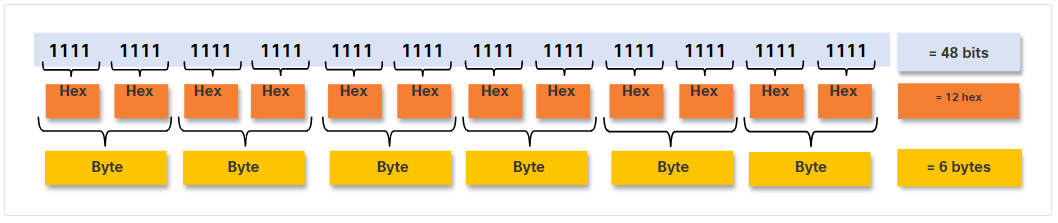 1111 1111 1111 1111 1111 1111 1111 1111 1111 1111 1111 1111 = 48 bits
Hex Hex Hex Hex Hex Hex Hex Hex Hex Hex Hex Hex = 12 hex
Byte Byte Byte Byte Byte Byte = 6 bytes